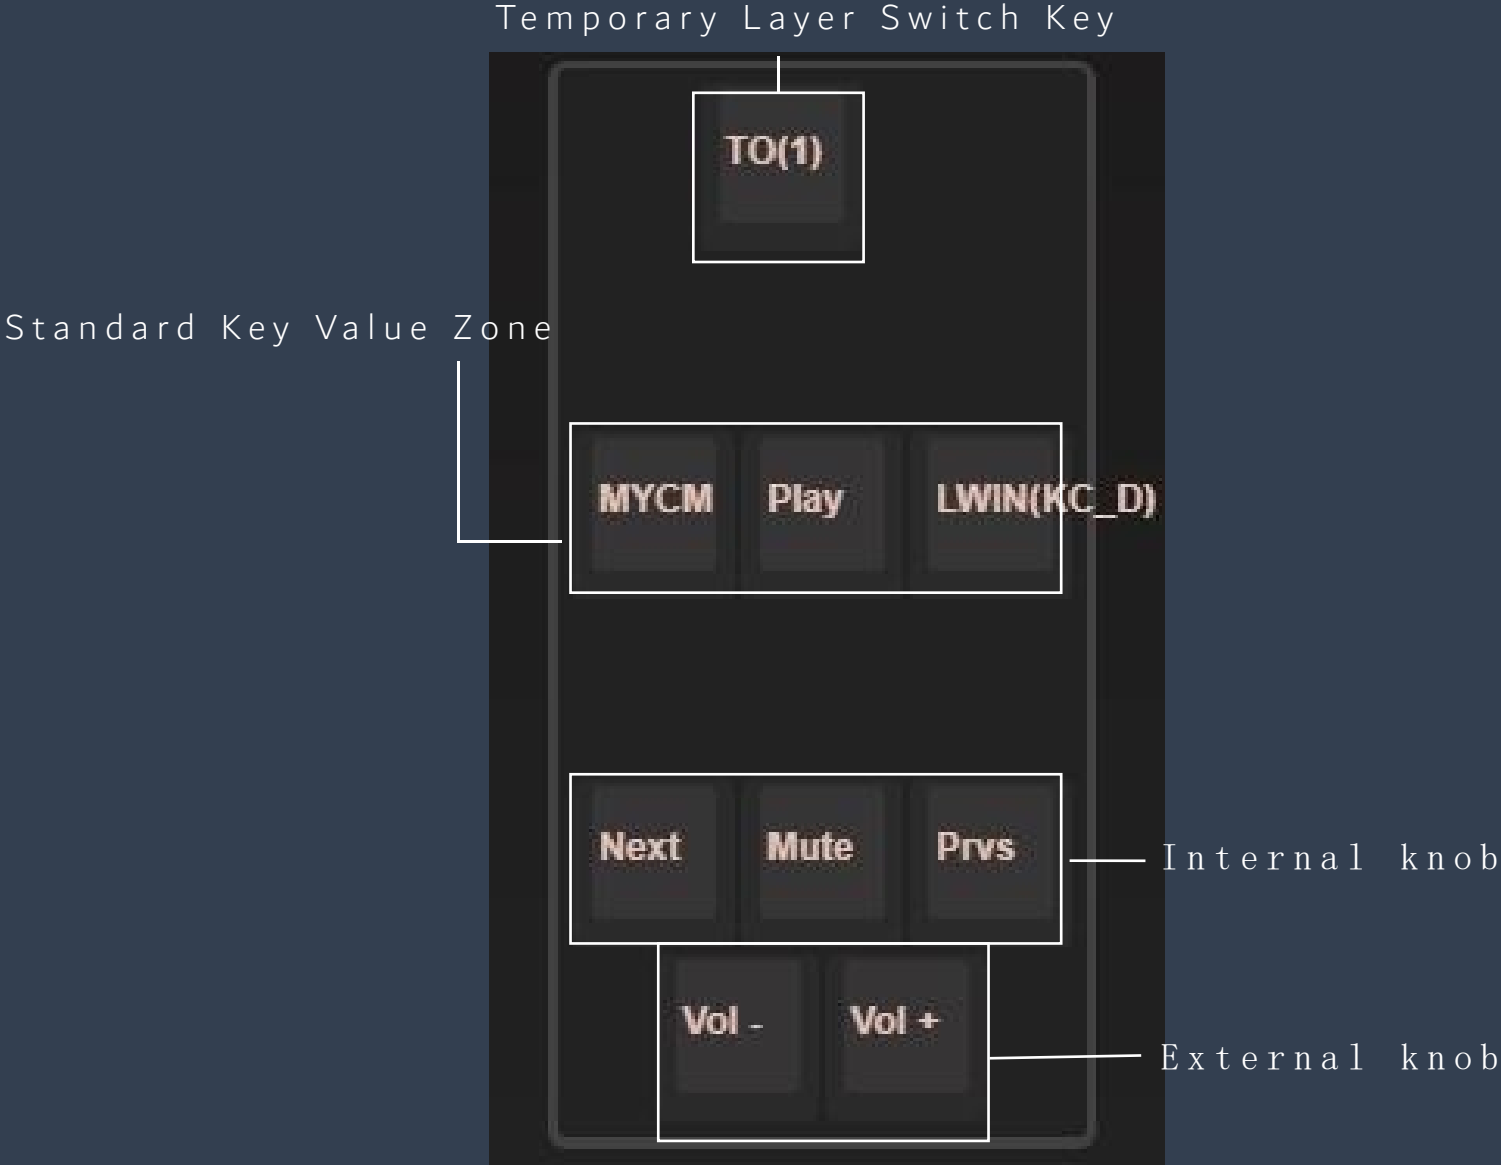 Temporary Layer Switch Key
TO(1)
Standard Key Value Zone
MYCM Play LWIN(KC_D)
Next Mute Prvs
Internal knob
Vol - Vol +
External knob